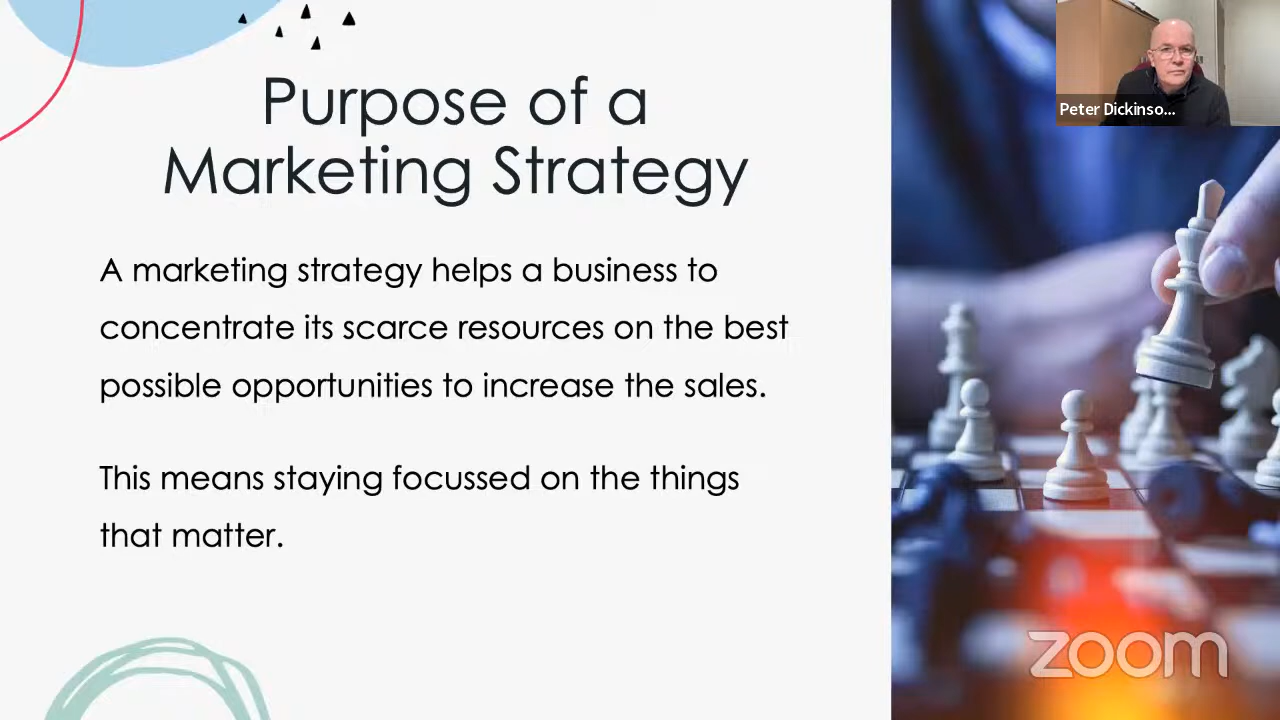 Purpose of a
Marketing Strategy
A marketing strategy helps a business to
concentrate its scarce resources on the best
possible opportunities to increase the sales.
This means staying focussed on the things
that matter.
Peter Dickinso...
zoom